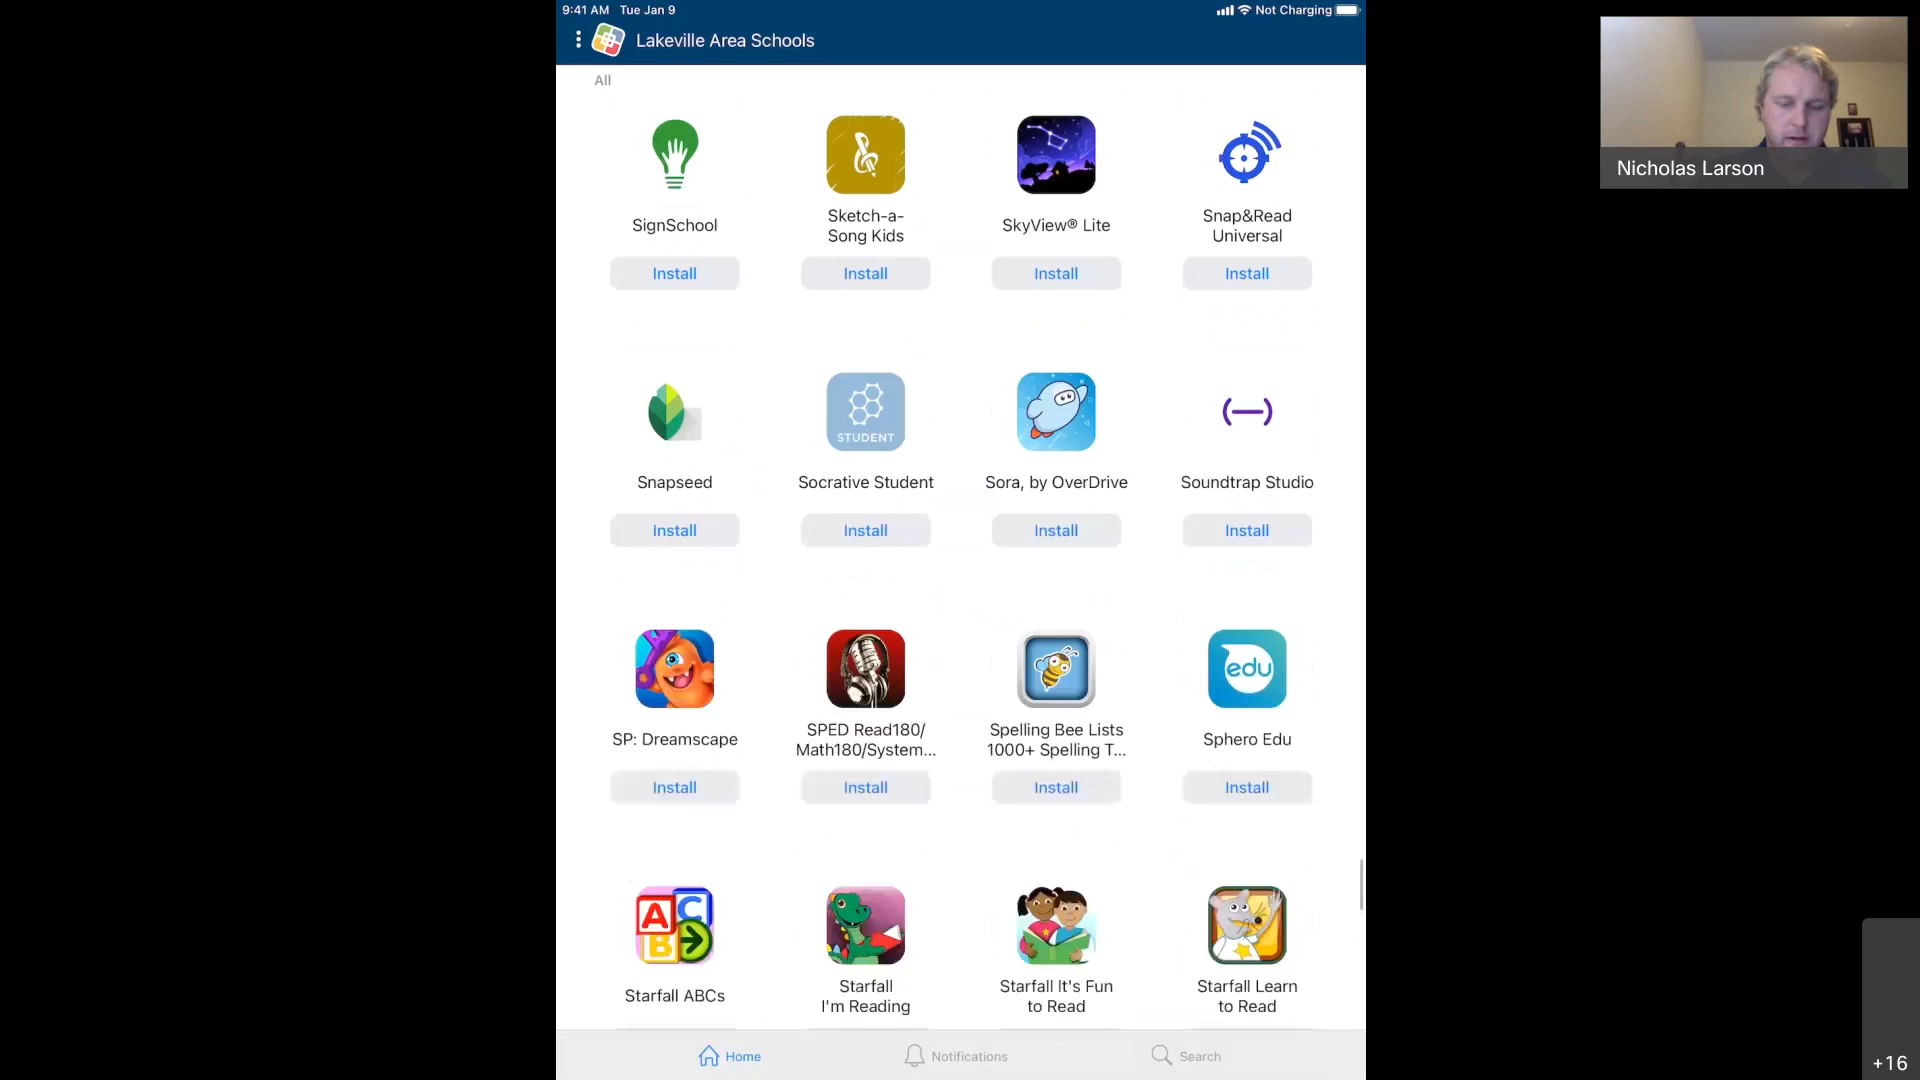 9:41 AM Tue Jan 9
Not Charging
Lakeville Area Schools
All
SignSchool
Sketch-a-
Song Kids
SkyView® Lite
Snap&Read
Universal
Install
Install
Install
Install
STUDENT
Snapseed
Socrative Student
Sora, by OverDrive
Soundtrap Studio
Install
Install
Install
Install
edu
SP: Dreamscape
SPED Read180/
Math180/System...
Spelling Bee Lists
1000+ Spelling T...
Sphero Edu
Install
Install
Install
Install
A
C
B
Starfall ABCs
Starfall
I'm Reading
Starfall It's Fun
to Read
Starfall Learn
to Read
Home
Notifications
Search
Nicholas Larson
+16